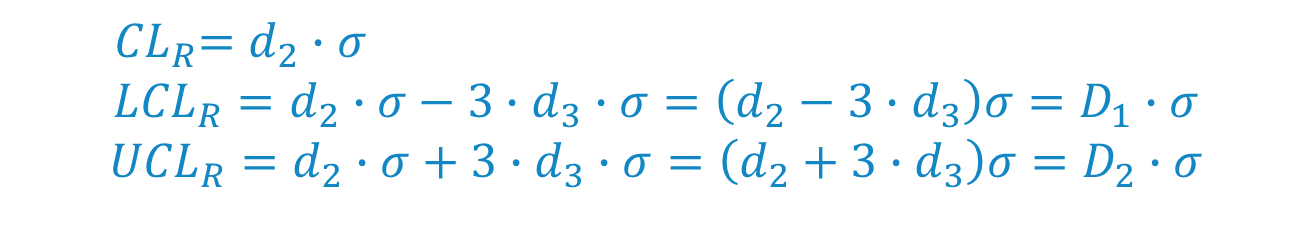 CL_R = d_2 · σ
LCL_R = d_2 · σ − 3 · d_3 · σ = (d_2 − 3 · d_3)σ = D_1 · σ
UCL_R = d_2 · σ + 3 · d_3 · σ = (d_2 + 3 · d_3)σ = D_2 · σ